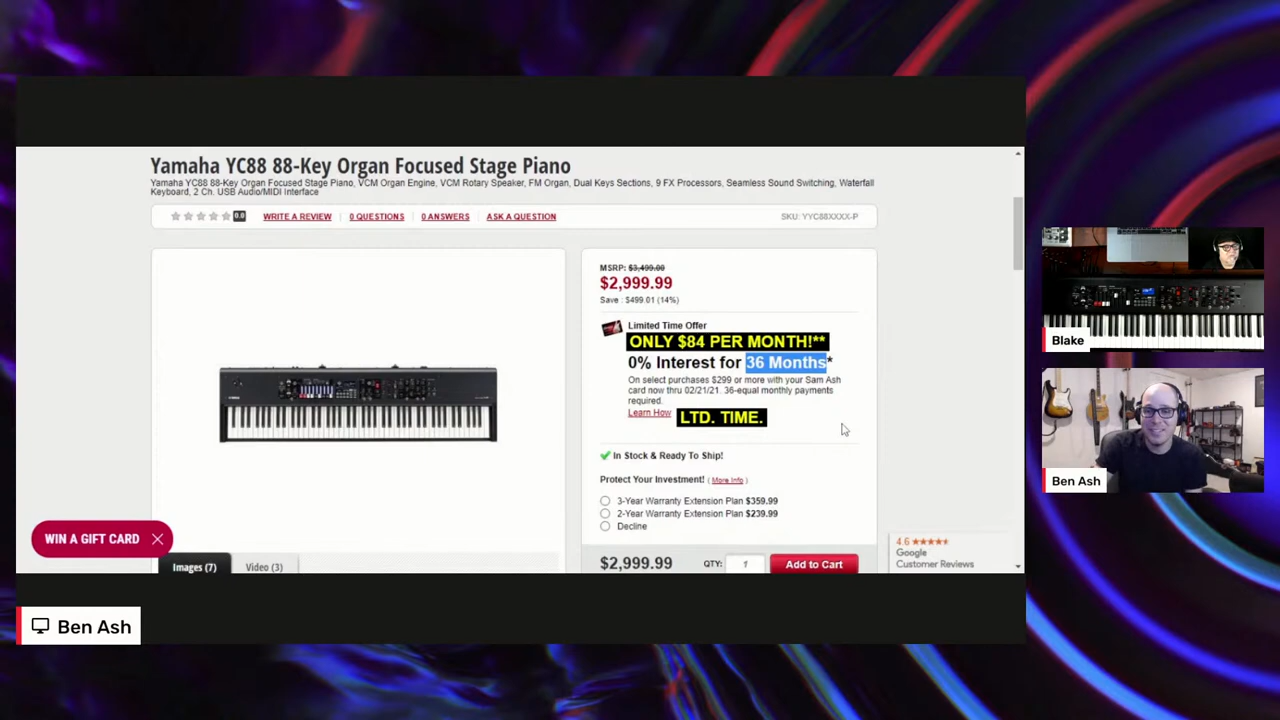 Yamaha YC88 88-Key Organ Focused Stage Piano
Yamaha YC88 88-Key Organ Focused Stage Piano, VCM Organ Engine, VCM Rotary Speaker, FM Organ, Dual Keys Sections, 9 FX Processors, Seamless Sound Switching, Waterfall
Keyboard, 2 Ch. USB Audio/MIDI Interface
0.0 WRITE A REVIEW 0 QUESTIONS 0 ANSWERS ASK A QUESTION SKU: YYC88XXXX-P
MSRP: $3,499.00
$2,999.99
Save : $499.01 (14%)
Limited Time Offer
ONLY $84 PER MONTH!**
0% Interest for 36 Months*
On select purchases $299 or more with your Sam Ash
card now thru 02/21/21. 36-equal monthly payments
required.
Learn How LTD. TIME.
In Stock & Ready To Ship!
Protect Your Investment! ( More Info )
3-Year Warranty Extension Plan $359.99
2-Year Warranty Extension Plan $239.99
Decline
$2,999.99 QTY: 1 Add to Cart
WIN A GIFT CARD
Images (7) Video (3)
4.6
Google
Customer Reviews
Ben Ash
Blake
Ben Ash